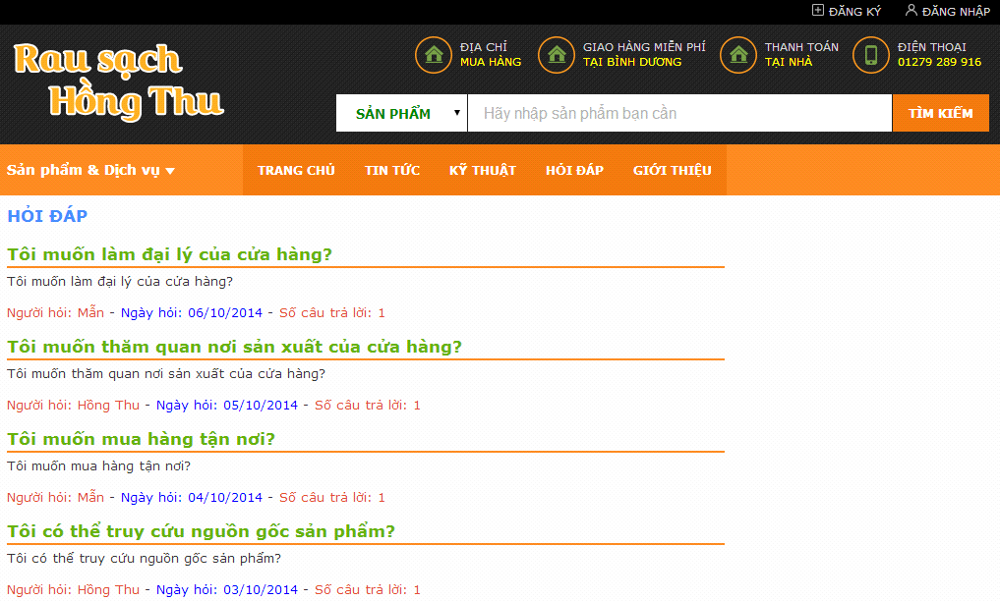 ĐĂNG KÝ ĐĂNG NHẬP
Rau sạch
Hồng Thu
ĐỊA CHỈ
MUA HÀNG
GIAO HÀNG MIỄN PHÍ
TẠI BÌNH DƯƠNG
THANH TOÁN
TẠI NHÀ
ĐIỆN THOẠI
01279 289 916
SẢN PHẨM Hãy nhập sản phẩm bạn cần TÌM KIẾM
Sản phẩm & Dịch vụ TRANG CHỦ TIN TỨC KỸ THUẬT HỎI ĐÁP GIỚI THIỆU
HỎI ĐÁP
Tôi muốn làm đại lý của cửa hàng?
Tôi muốn làm đại lý của cửa hàng?
Người hỏi: Mẫn - Ngày hỏi: 06/10/2014 - Số câu trả lời: 1
Tôi muốn thăm quan nơi sản xuất của cửa hàng?
Tôi muốn thăm quan nơi sản xuất của cửa hàng?
Người hỏi: Hồng Thu - Ngày hỏi: 05/10/2014 - Số câu trả lời: 1
Tôi muốn mua hàng tận nơi?
Tôi muốn mua hàng tận nơi?
Người hỏi: Mẫn - Ngày hỏi: 04/10/2014 - Số câu trả lời: 1
Tôi có thể truy cứu nguồn gốc sản phẩm?
Tôi có thể truy cứu nguồn gốc sản phẩm?
Người hỏi: Hồng Thu - Ngày hỏi: 03/10/2014 - Số câu trả lời: 1